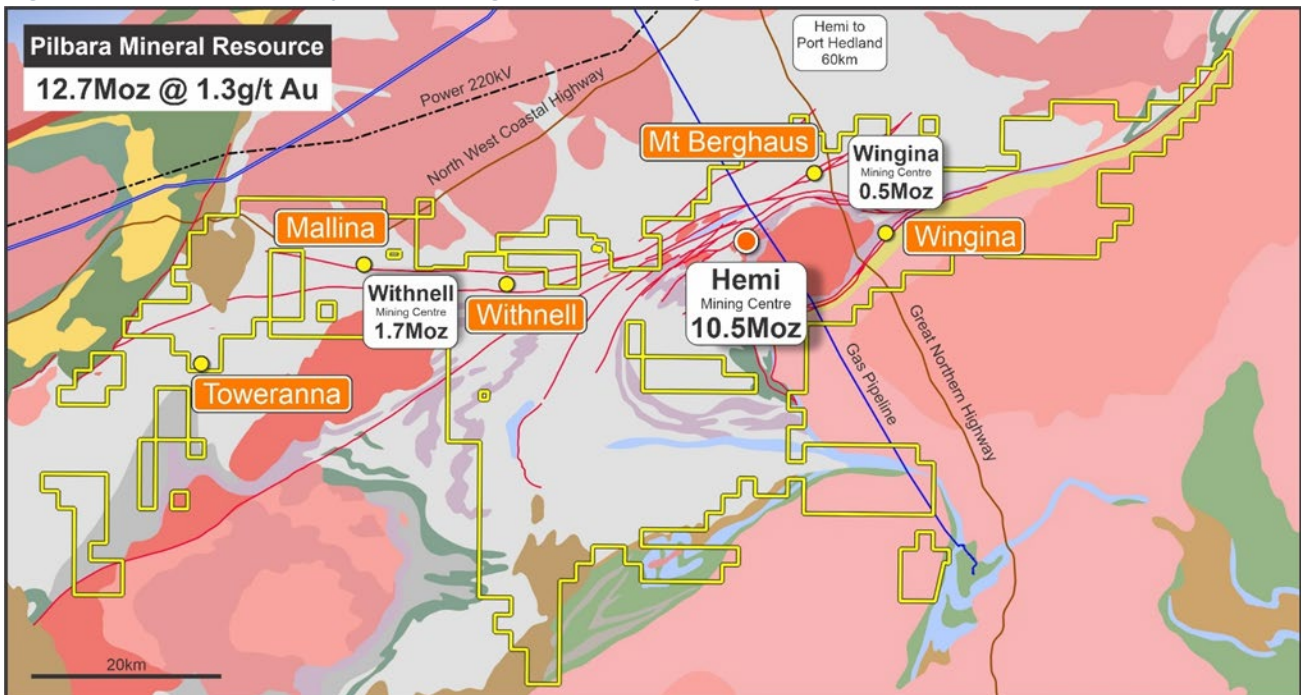 Pilbara Mineral Resource
12.7Moz @ 1.3g/t Au
Hemi to
Port Hedland
60km
Power 220kV
North West Coastal Highway
Mt Berghaus
Wingina
Mining Centre
0.5Moz
Mallina
Wingina
Withnell
Mining Centre
1.7Moz
Withnell
Hemi
Mining Centre
10.5Moz
Toweranna
Gas Pipeline
Great Northern Highway
20km